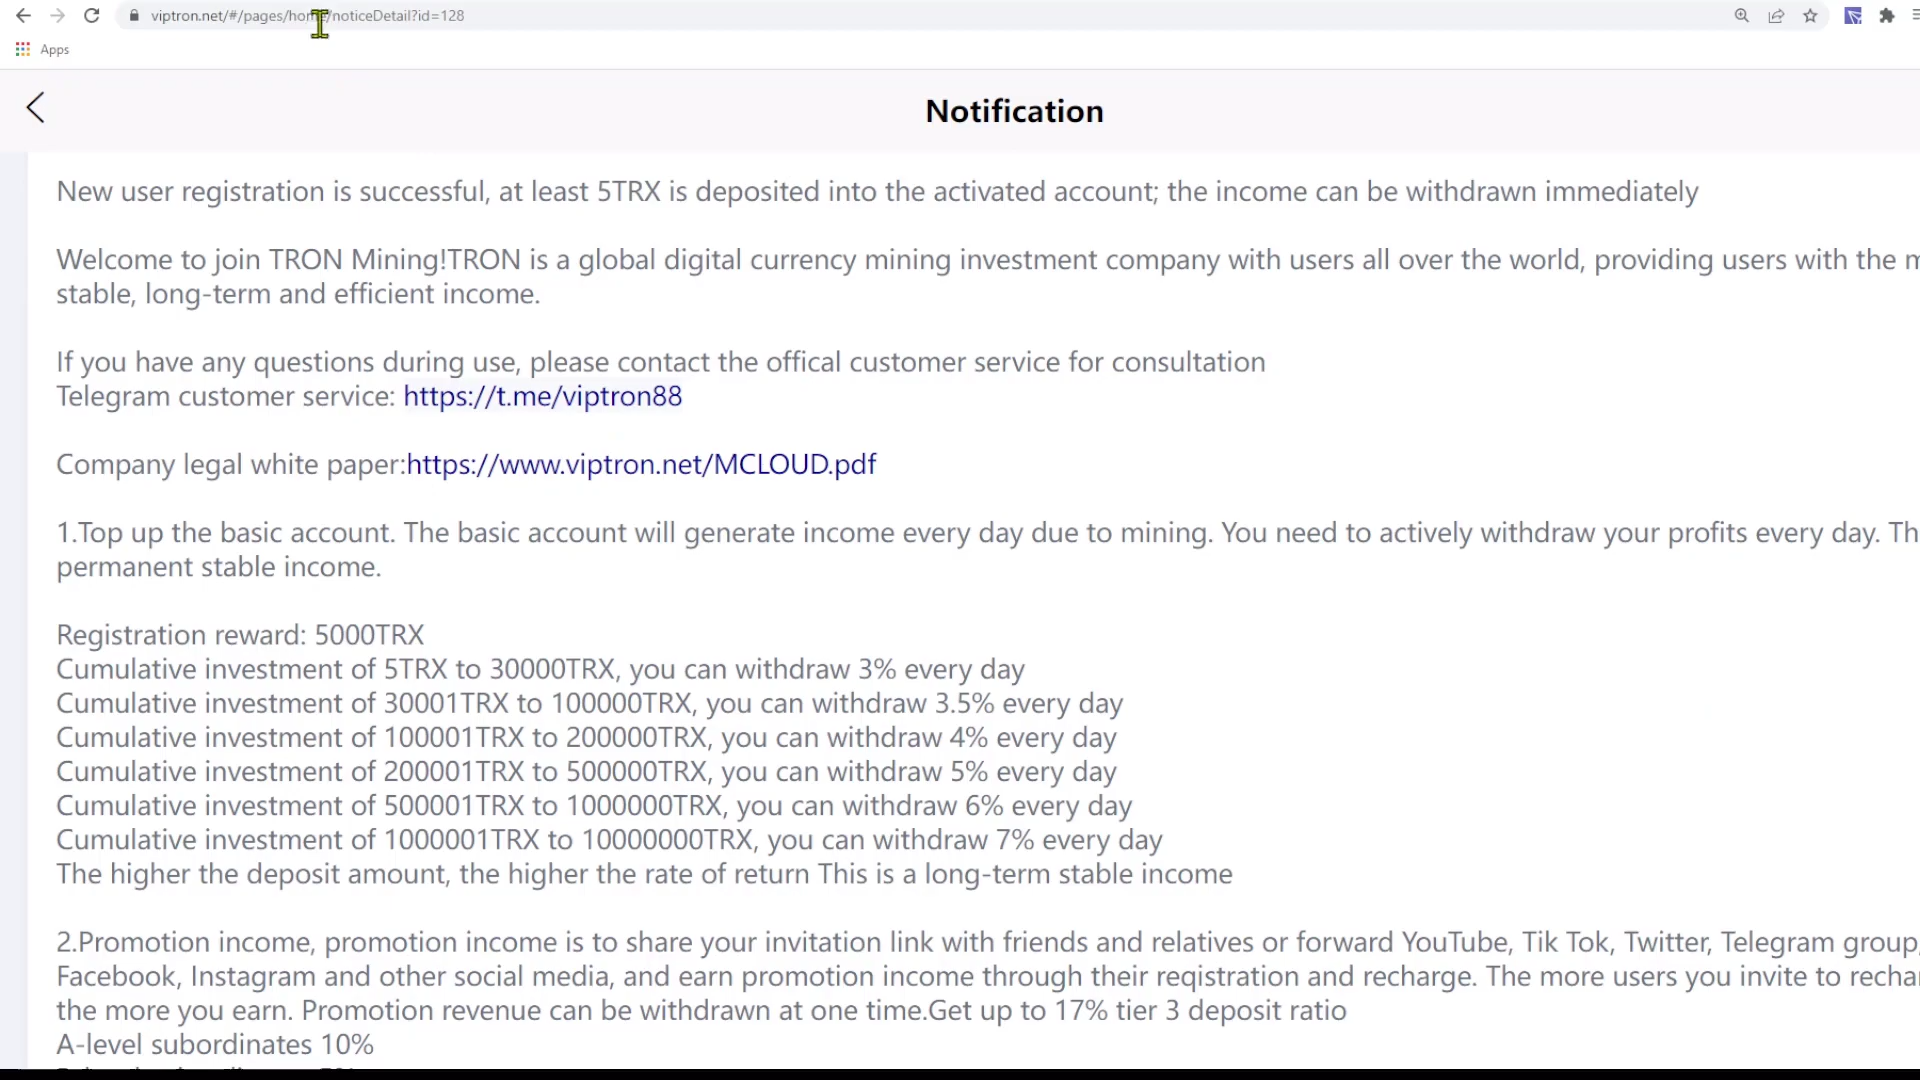 viptron.net/#/pages/home/noticeDetail?id=128
Apps
Notification
New user registration is successful, at least 5TRX is deposited into the activated account; the income can be withdrawn immediately
Welcome to join TRON Mining!TRON is a global digital currency mining investment company with users all over the world, providing users with the
stable, long-term and efficient income.
If you have any questions during use, please contact the offical customer service for consultation
Telegram customer service: https://t.me/viptron88
Company legal white paper:https://www.viptron.net/MCLOUD.pdf
1.Top up the basic account. The basic account will generate income every day due to mining. You need to actively withdraw your profits every day. Th
permanent stable income.
Registration reward: 5000TRX
Cumulative investment of 5TRX to 30000TRX, you can withdraw 3% every day
Cumulative investment of 30001TRX to 100000TRX, you can withdraw 3.5% every day
Cumulative investment of 100001TRX to 200000TRX, you can withdraw 4% every day
Cumulative investment of 200001TRX to 500000TRX, you can withdraw 5% every day
Cumulative investment of 500001TRX to 1000000TRX, you can withdraw 6% every day
Cumulative investment of 1000001TRX to 10000000TRX, you can withdraw 7% every day
The higher the deposit amount, the higher the rate of return This is a long-term stable income
2.Promotion income, promotion income is to share your invitation link with friends and relatives or forward YouTube, Tik Tok, Twitter, Telegram group,
Facebook, Instagram and other social media, and earn promotion income through their reqistration and recharge. The more users you invite to rechar
the more you earn. Promotion revenue can be withdrawn at one time.Get up to 17% tier 3 deposit ratio
A-level subordinates 10%